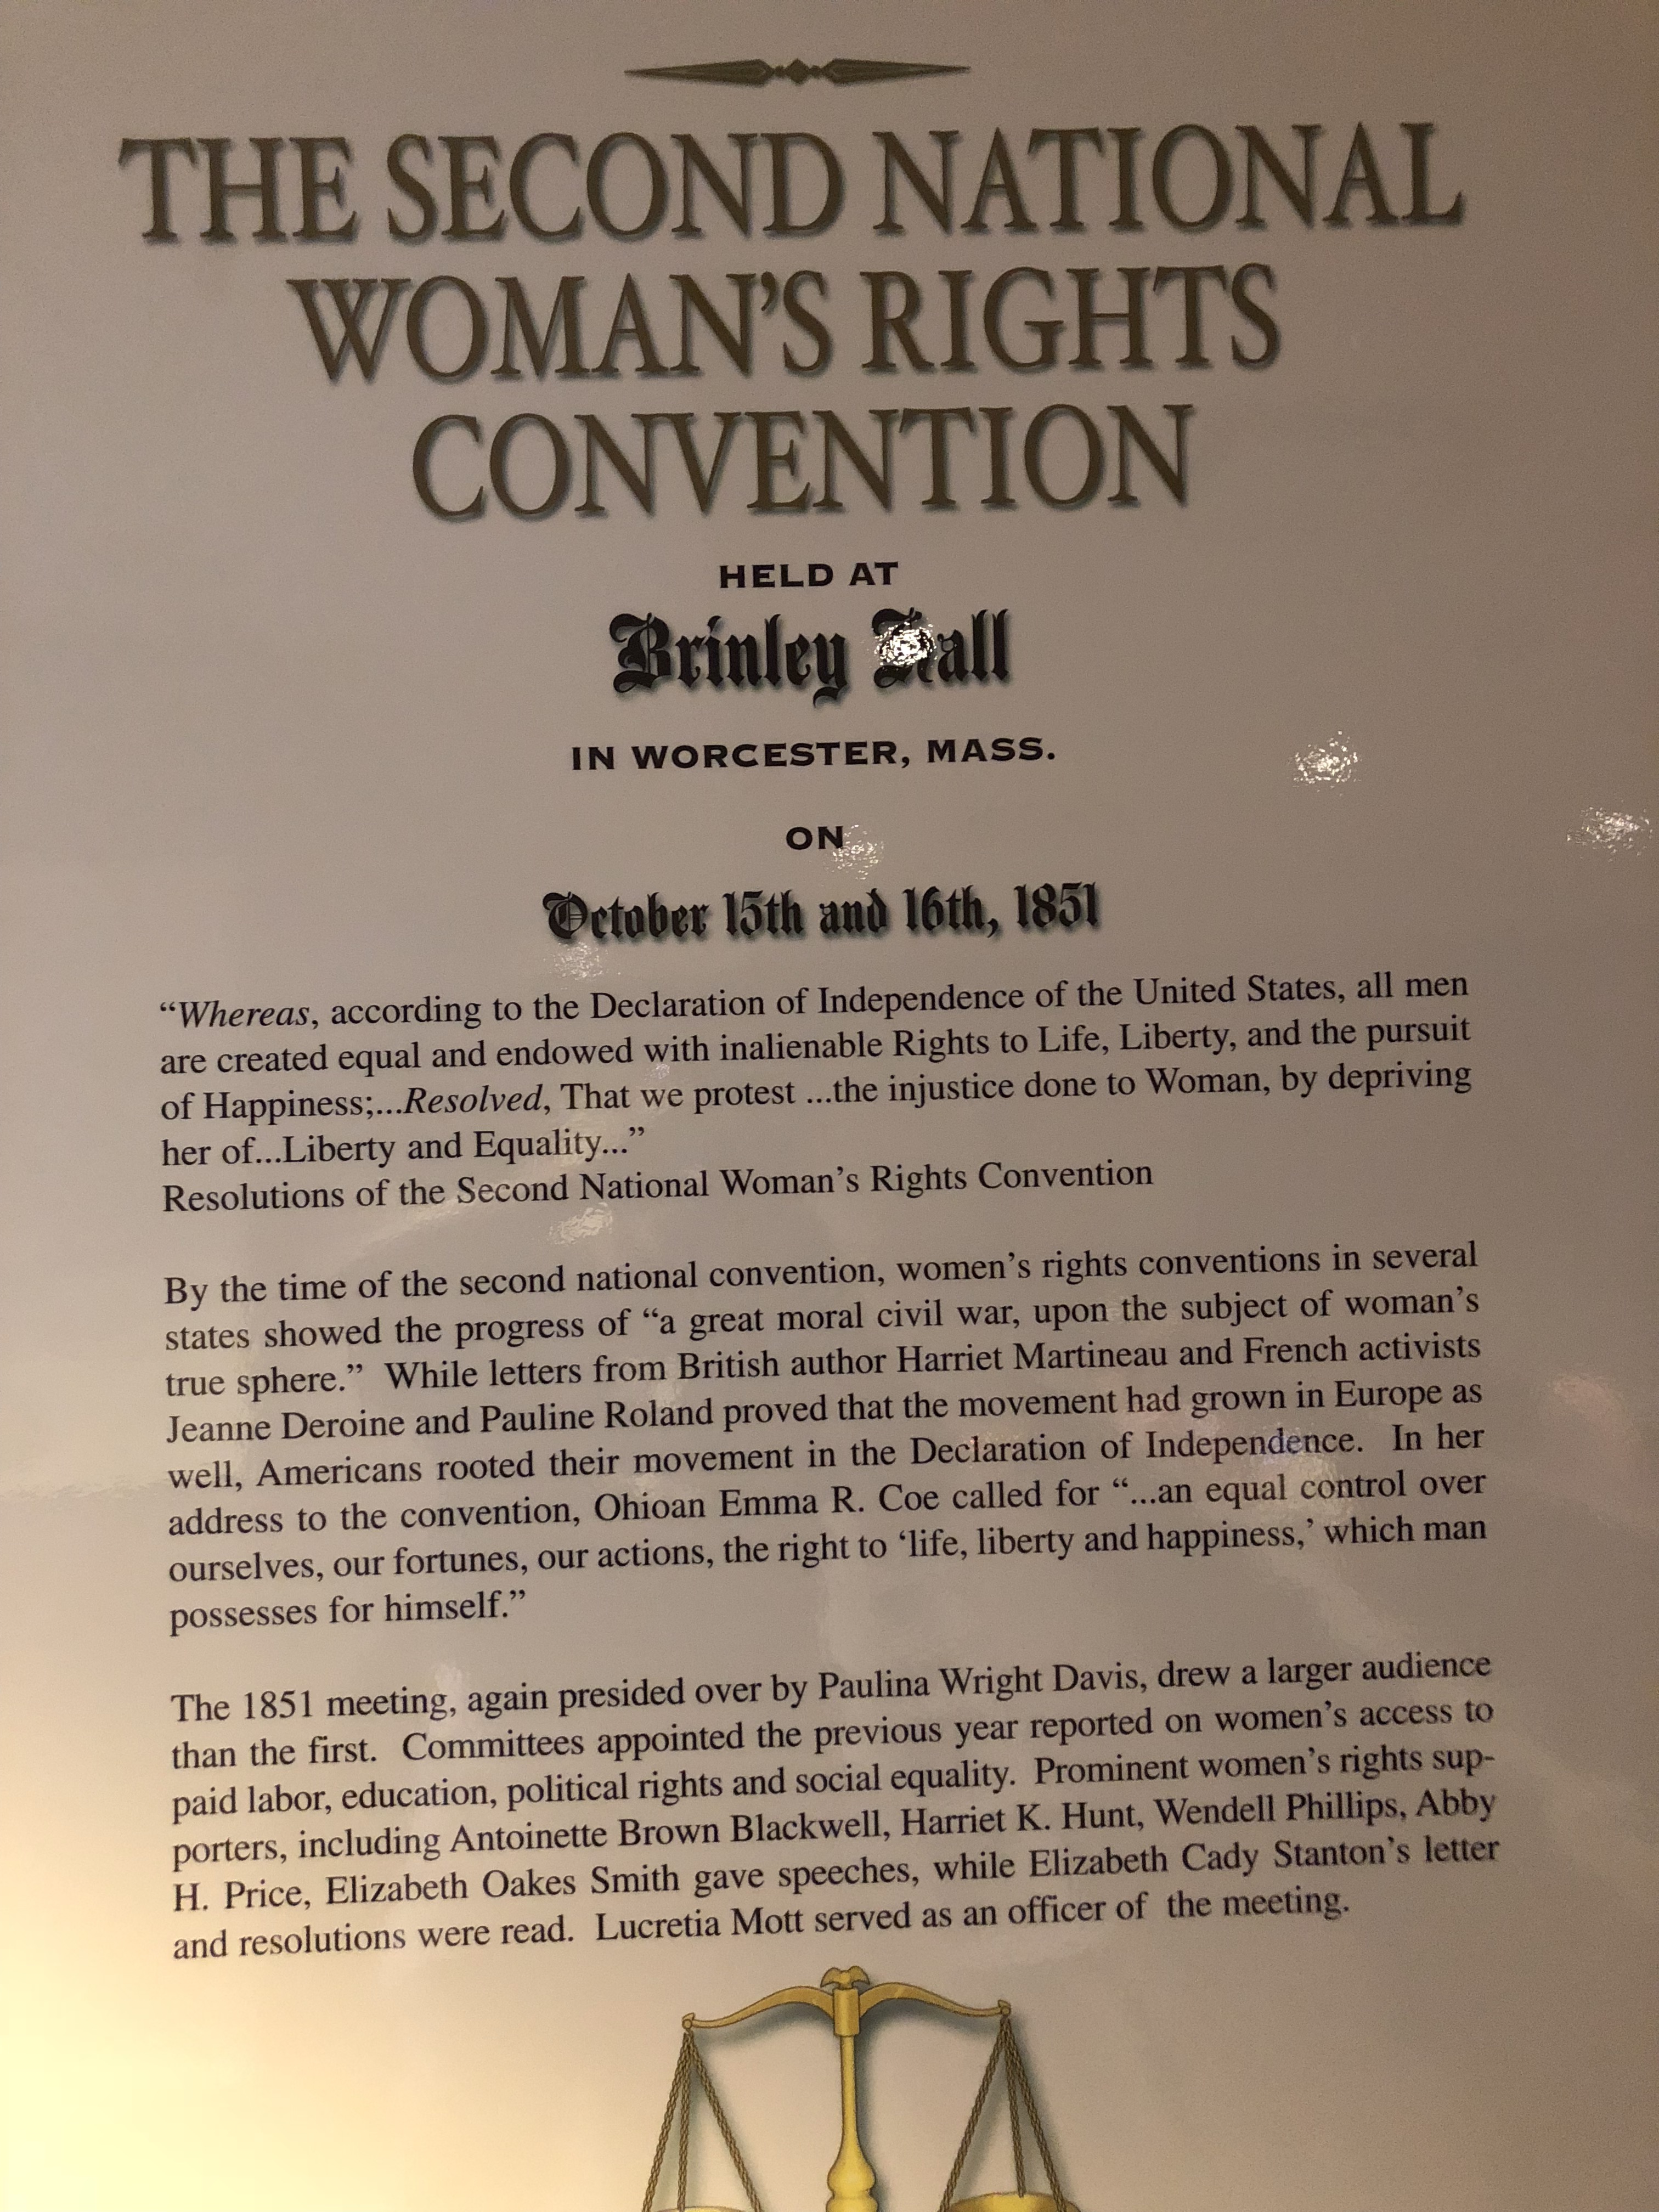 THE SECOND NATIONAL
WOMAN'S RIGHTS
CONVENTION
HELD AT
Brinley Hall
IN WORCESTER, MASS.
ON
October 15th and 16th, 1851
“Whereas, according to the Declaration of Independence of the United States, all men
are created equal and endowed with inalienable Rights to Life, Liberty, and the pursuit
of Happiness;...Resolved, That we protest ...the injustice done to Woman, by depriving
her of...Liberty and Equality...”
Resolutions of the Second National Woman’s Rights Convention
By the time of the second national convention, women’s rights conventions in several
states showed the progress of “a great moral civil war, upon the subject of woman’s
true sphere.”  While letters from British author Harriet Martineau and French activists
Jeanne Deroine and Pauline Roland proved that the movement had grown in Europe as
well, Americans rooted their movement in the Declaration of Independence.  In her
address to the convention, Ohioan Emma R. Coe called for “...an equal control over
ourselves, our fortunes, our actions, the right to ‘life, liberty and happiness,’ which man
possesses for himself.”
The 1851 meeting, again presided over by Paulina Wright Davis, drew a larger audience
than the first.  Committees appointed the previous year reported on women’s access to
paid labor, education, political rights and social equality.  Prominent women’s rights sup-
porters, including Antoinette Brown Blackwell, Harriet K. Hunt, Wendell Phillips, Abby
H. Price, Elizabeth Oakes Smith gave speeches, while Elizabeth Cady Stanton’s letter
and resolutions were read.  Lucretia Mott served as an officer of  the meeting.